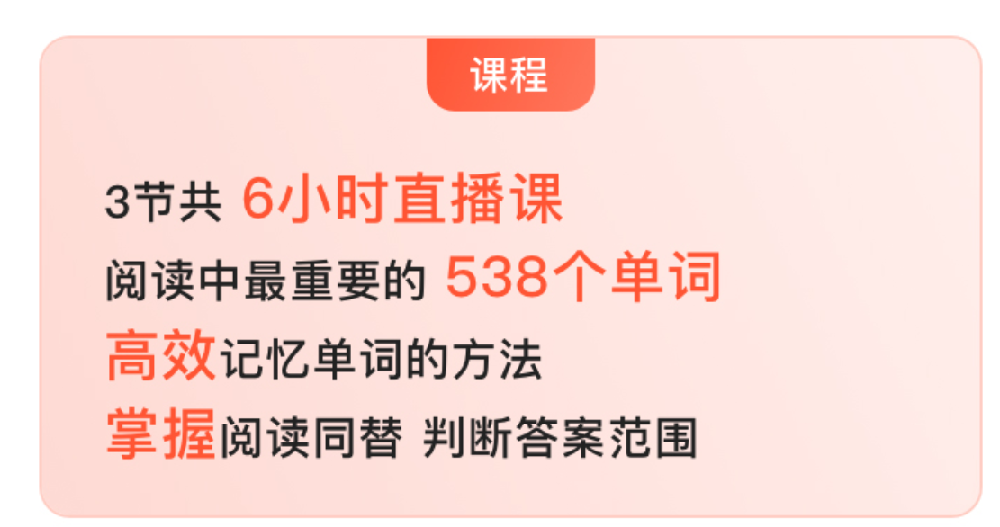 课程
3节共 6小时直播课
阅读中最重要的 538个单词
高效记忆单词的方法
掌握阅读同替 判断答案范围